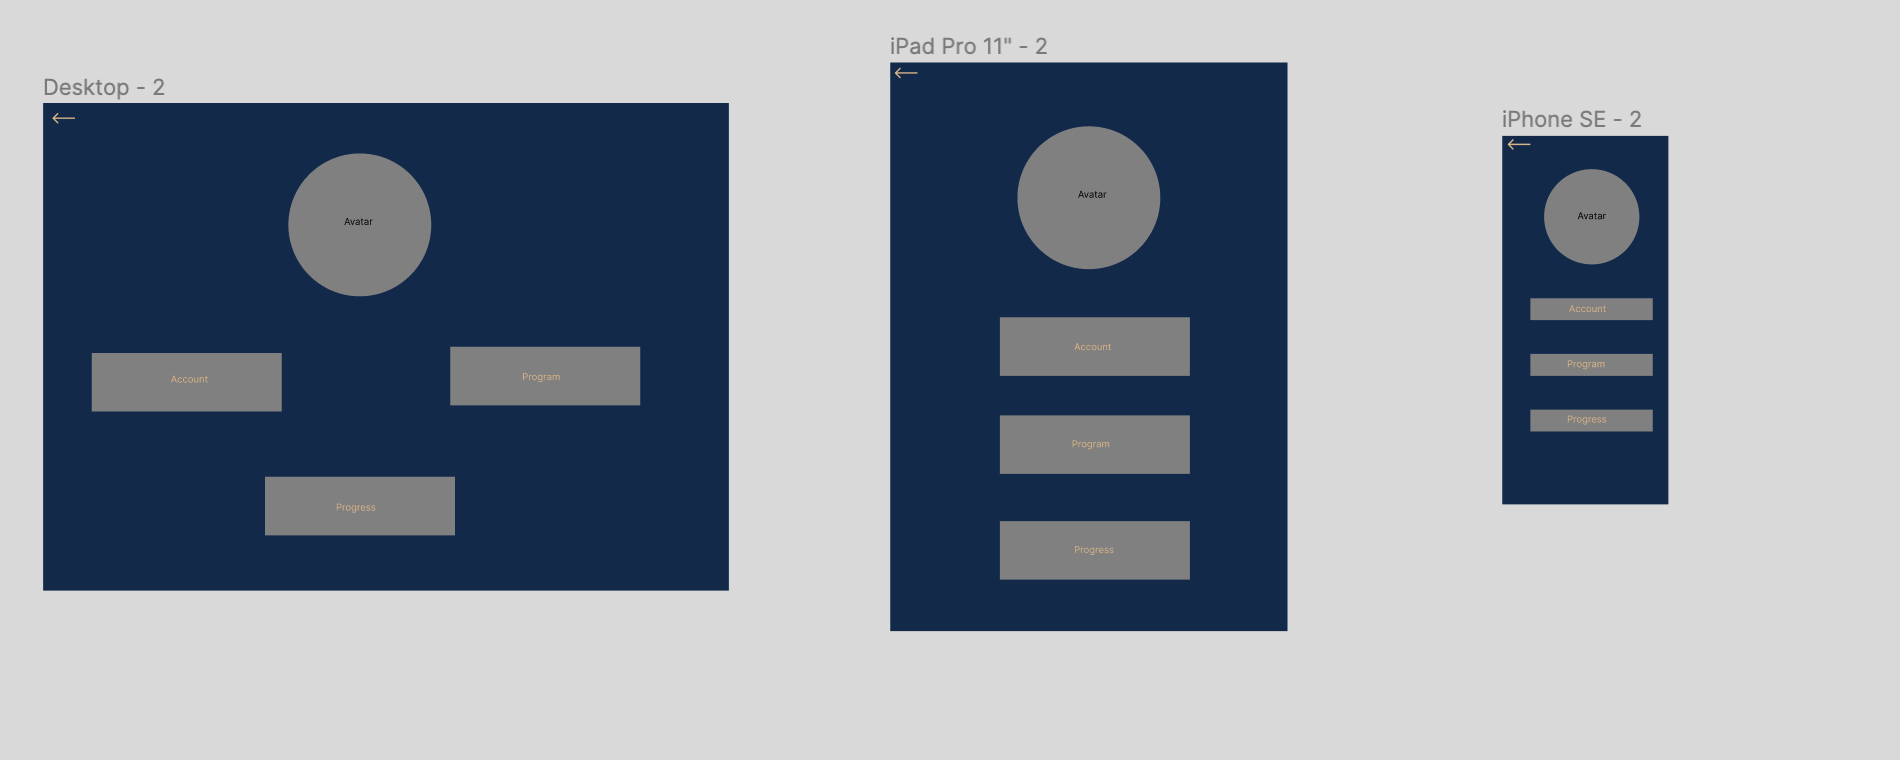 Desktop - 2
Avatar
Account
Program
Progress
iPad Pro 11" - 2
Avatar
Account
Program
Progress
iPhone SE - 2
Avatar
Account
Program
Progress